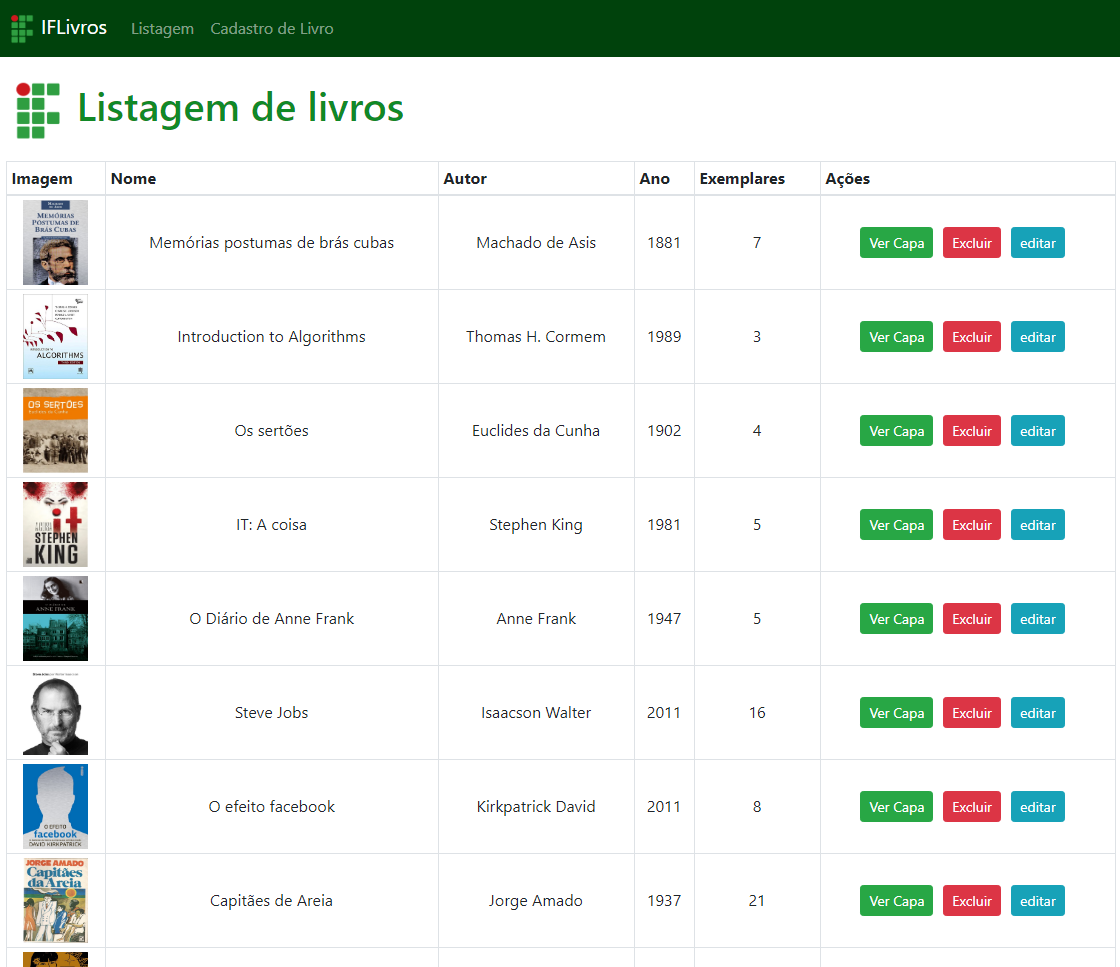 IFLivros Listagem Cadastro de Livro
Listagem de livros
Imagem Nome Autor Ano Exemplares Ações
MEMÓRIAS
PÓSTUMAS DE
BRÁS CUBAS
Memórias postumas de brás cubas Machado de Asis 1881 7 Ver Capa Excluir editar
ALGORITHMS
Introduction to Algorithms Thomas H. Cormem 1989 3 Ver Capa Excluir editar
OS SERTÕES
Os sertões Euclides da Cunha 1902 4 Ver Capa Excluir editar
it
STEPHEN
KING
IT: A coisa Stephen King 1981 5 Ver Capa Excluir editar
ANNE FRANK
O Diário de Anne Frank Anne Frank 1947 5 Ver Capa Excluir editar
Steve Jobs Isaacson Walter 2011 16 Ver Capa Excluir editar
O EFEITO
facebook
DAVID KIRKPATRICK
O efeito facebook Kirkpatrick David 2011 8 Ver Capa Excluir editar
JORGE AMADO
Capitães
da Areia
Capitães de Areia Jorge Amado 1937 21 Ver Capa Excluir editar